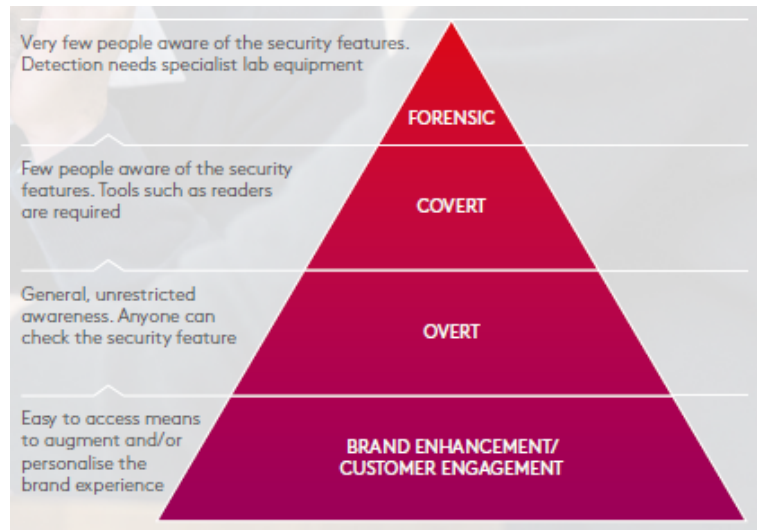 Very few people aware of the security features.
Detection needs specialist lab equipment
FORENSIC
Few people aware of the security
features. Tools such as readers
are required
COVERT
General, unrestricted
awareness. Anyone can
check the security feature
OVERT
Easy to access means
to augment and/or
personalise the
brand experience
BRAND ENHANCEMENT/
CUSTOMER ENGAGEMENT